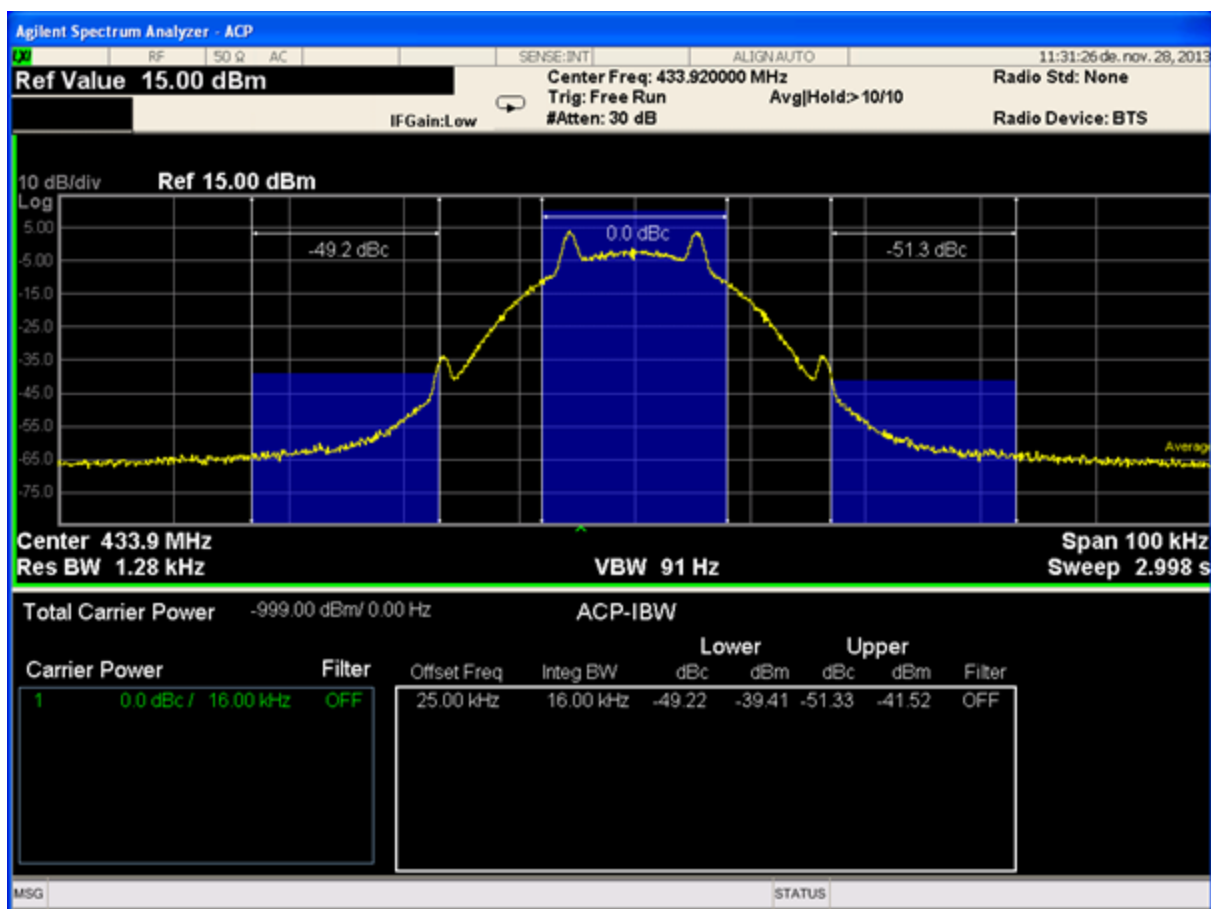 Agilent Spectrum Analyzer - ACP
LXI RF 50 Ω AC SENSE:INT ALIGNAUTO 11:31:26 de. nov. 28, 2013
Ref Value 15.00 dBm
Center Freq: 433.920000 MHz Radio Std: None
Trig: Free Run Avg|Hold:>10/10
IFGain:Low #Atten: 30 dB Radio Device: BTS
10 dB/div Ref 15.00 dBm
Log
5.00
-5.00
-15.0
-25.0
-35.0
-45.0
-55.0
-65.0
-75.0
-49.2 dBc 0.0 dBc -51.3 dBc
Average
Center 433.9 MHz Span 100 kHz
Res BW 1.28 kHz VBW 91 Hz Sweep 2.998 s
Total Carrier Power -999.00 dBm/ 0.00 Hz ACP-IBW
Lower Upper
Carrier Power Filter Offset Freq Integ BW dBc dBm dBc dBm Filter
1 0.0 dBc / 16.00 kHz OFF 25.00 kHz 16.00 kHz -49.22 -39.41 -51.33 -41.52 OFF
MSG STATUS